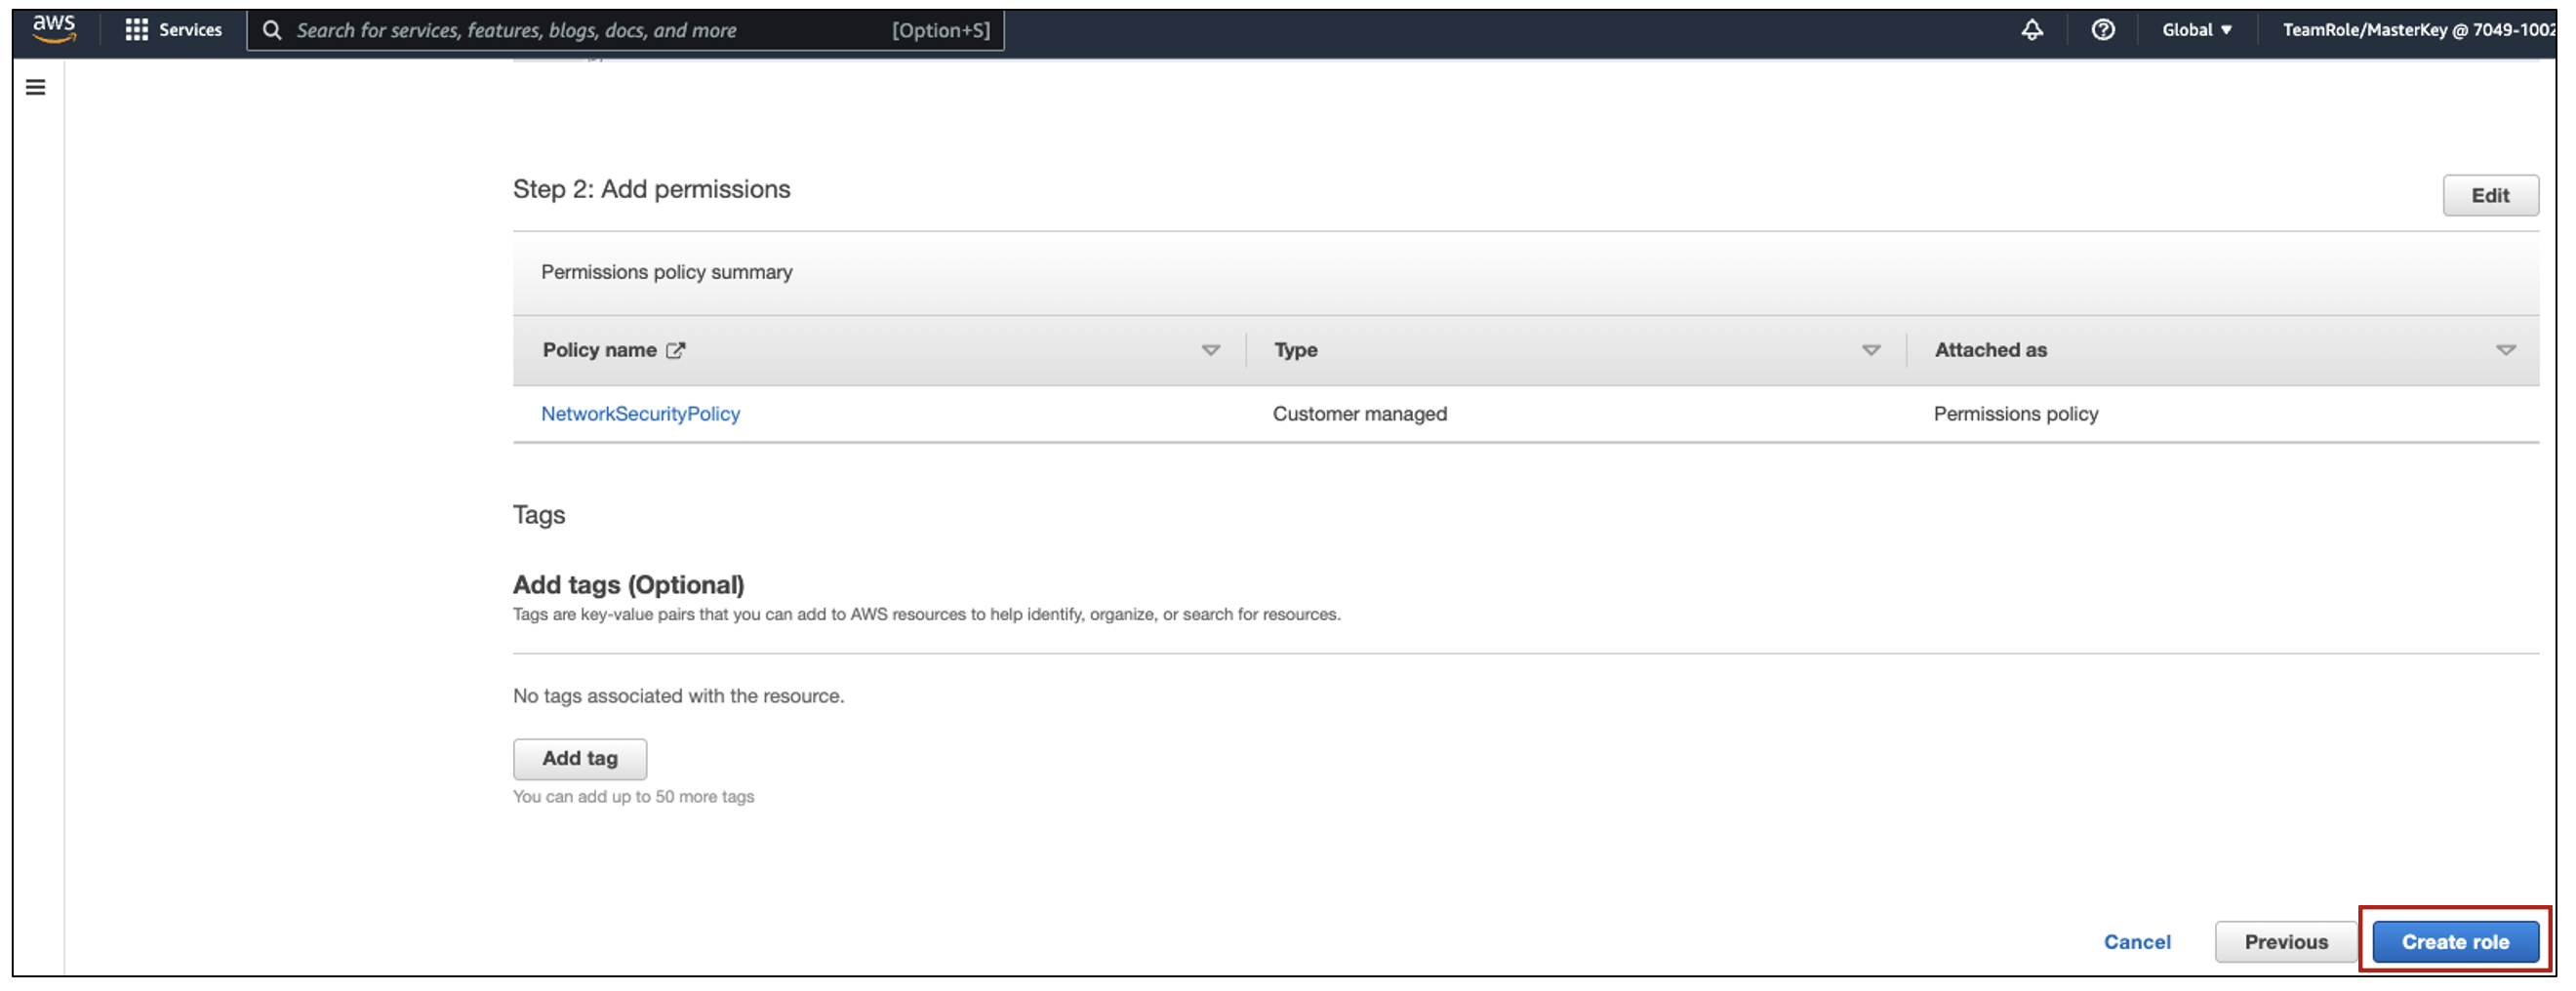 aws Services Search for services, features, blogs, docs, and more [Option+S] Global ▼ TeamRole/MasterKey @ 7049-1002
Step 2: Add permissions
Edit
Permissions policy summary
Policy name Type Attached as
NetworkSecurityPolicy Customer managed Permissions policy
Tags
Add tags (Optional)
Tags are key-value pairs that you can add to AWS resources to help identify, organize, or search for resources.
No tags associated with the resource.
Add tag
You can add up to 50 more tags
Cancel Previous Create role